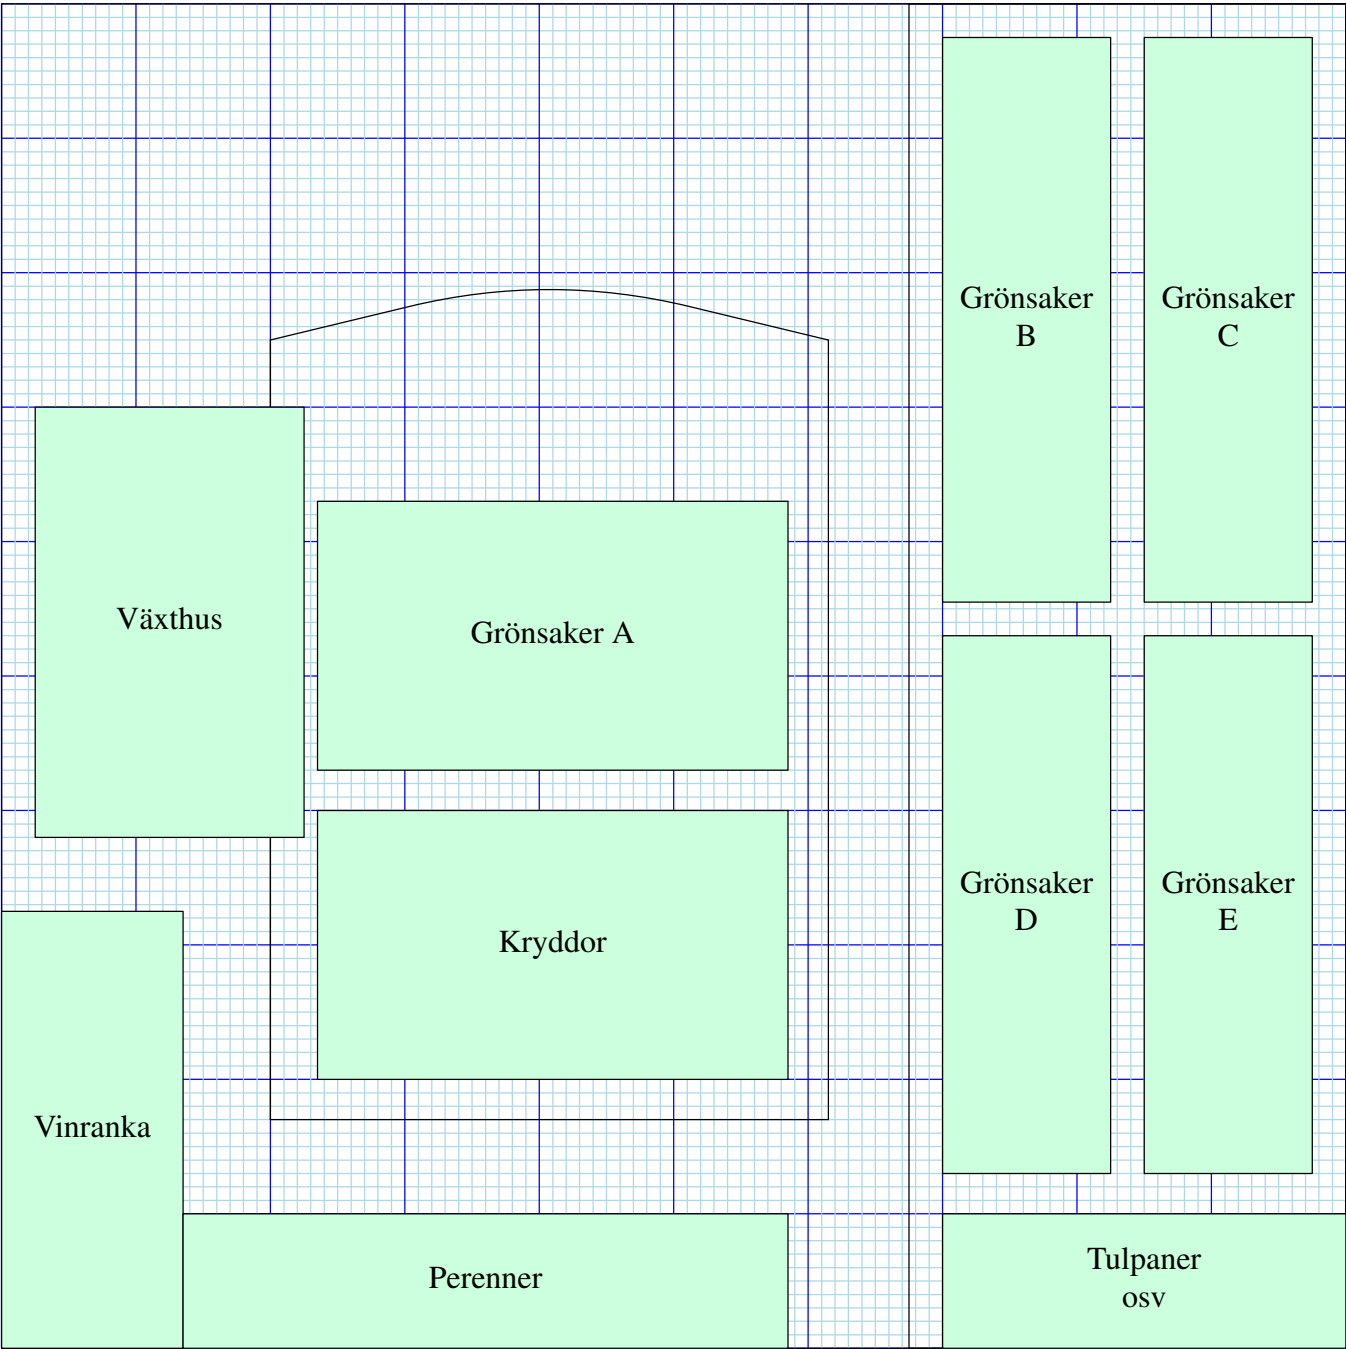 Grönsaker
B
Grönsaker
C
Växthus
Grönsaker A
Grönsaker
D
Grönsaker
E
Kryddor
Vinranka
Perenner
Tulpaner
osv